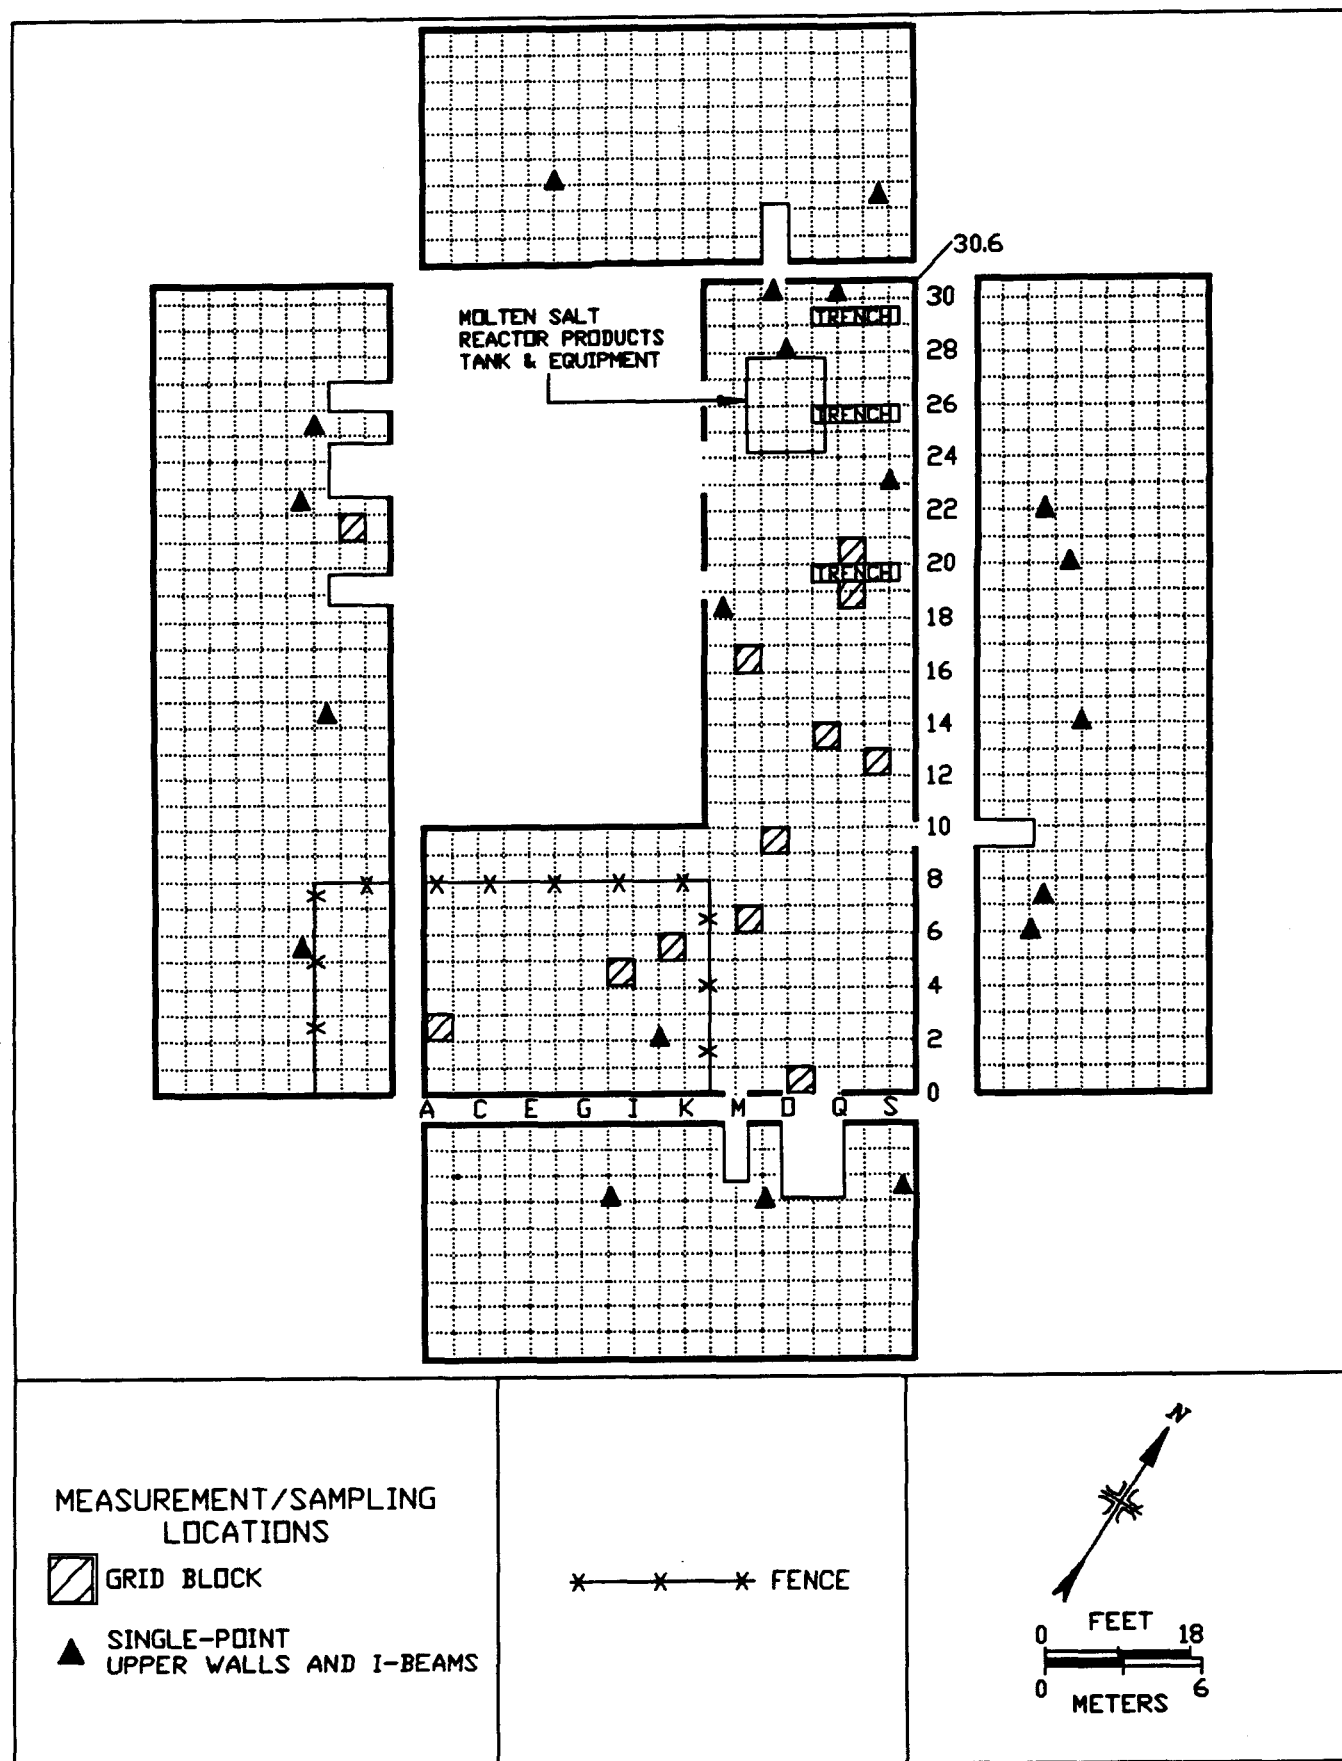 30.6
MOLTEN SALT
REACTOR PRODUCTS
TANK & EQUIPMENT
30
TRENCH
28
26
TRENCH
24
22
20
TRENCH
18
16
14
12
10
8
6
4
2
0
A C E G I K M O Q S
MEASUREMENT/SAMPLING
LOCATIONS
GRID BLOCK
SINGLE-POINT
UPPER WALLS AND I-BEAMS
FENCE
N
FEET
0 18
0 6
METERS